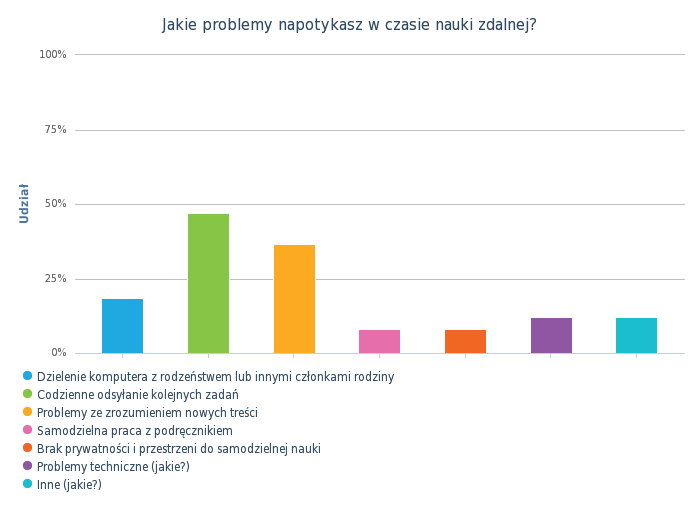 Jakie problemy napotykasz w czasie nauki zdalnej?
100%
75%
50%
25%
0%
Udział
Dzielenie komputera z rodzeństwem lub innymi członkami rodziny
Codzienne odsyłanie kolejnych zadań
Problemy ze zrozumieniem nowych treści
Samodzielna praca z podręcznikiem
Brak prywatności i przestrzeni do samodzielnej nauki
Problemy techniczne (jakie?)
Inne (jakie?)